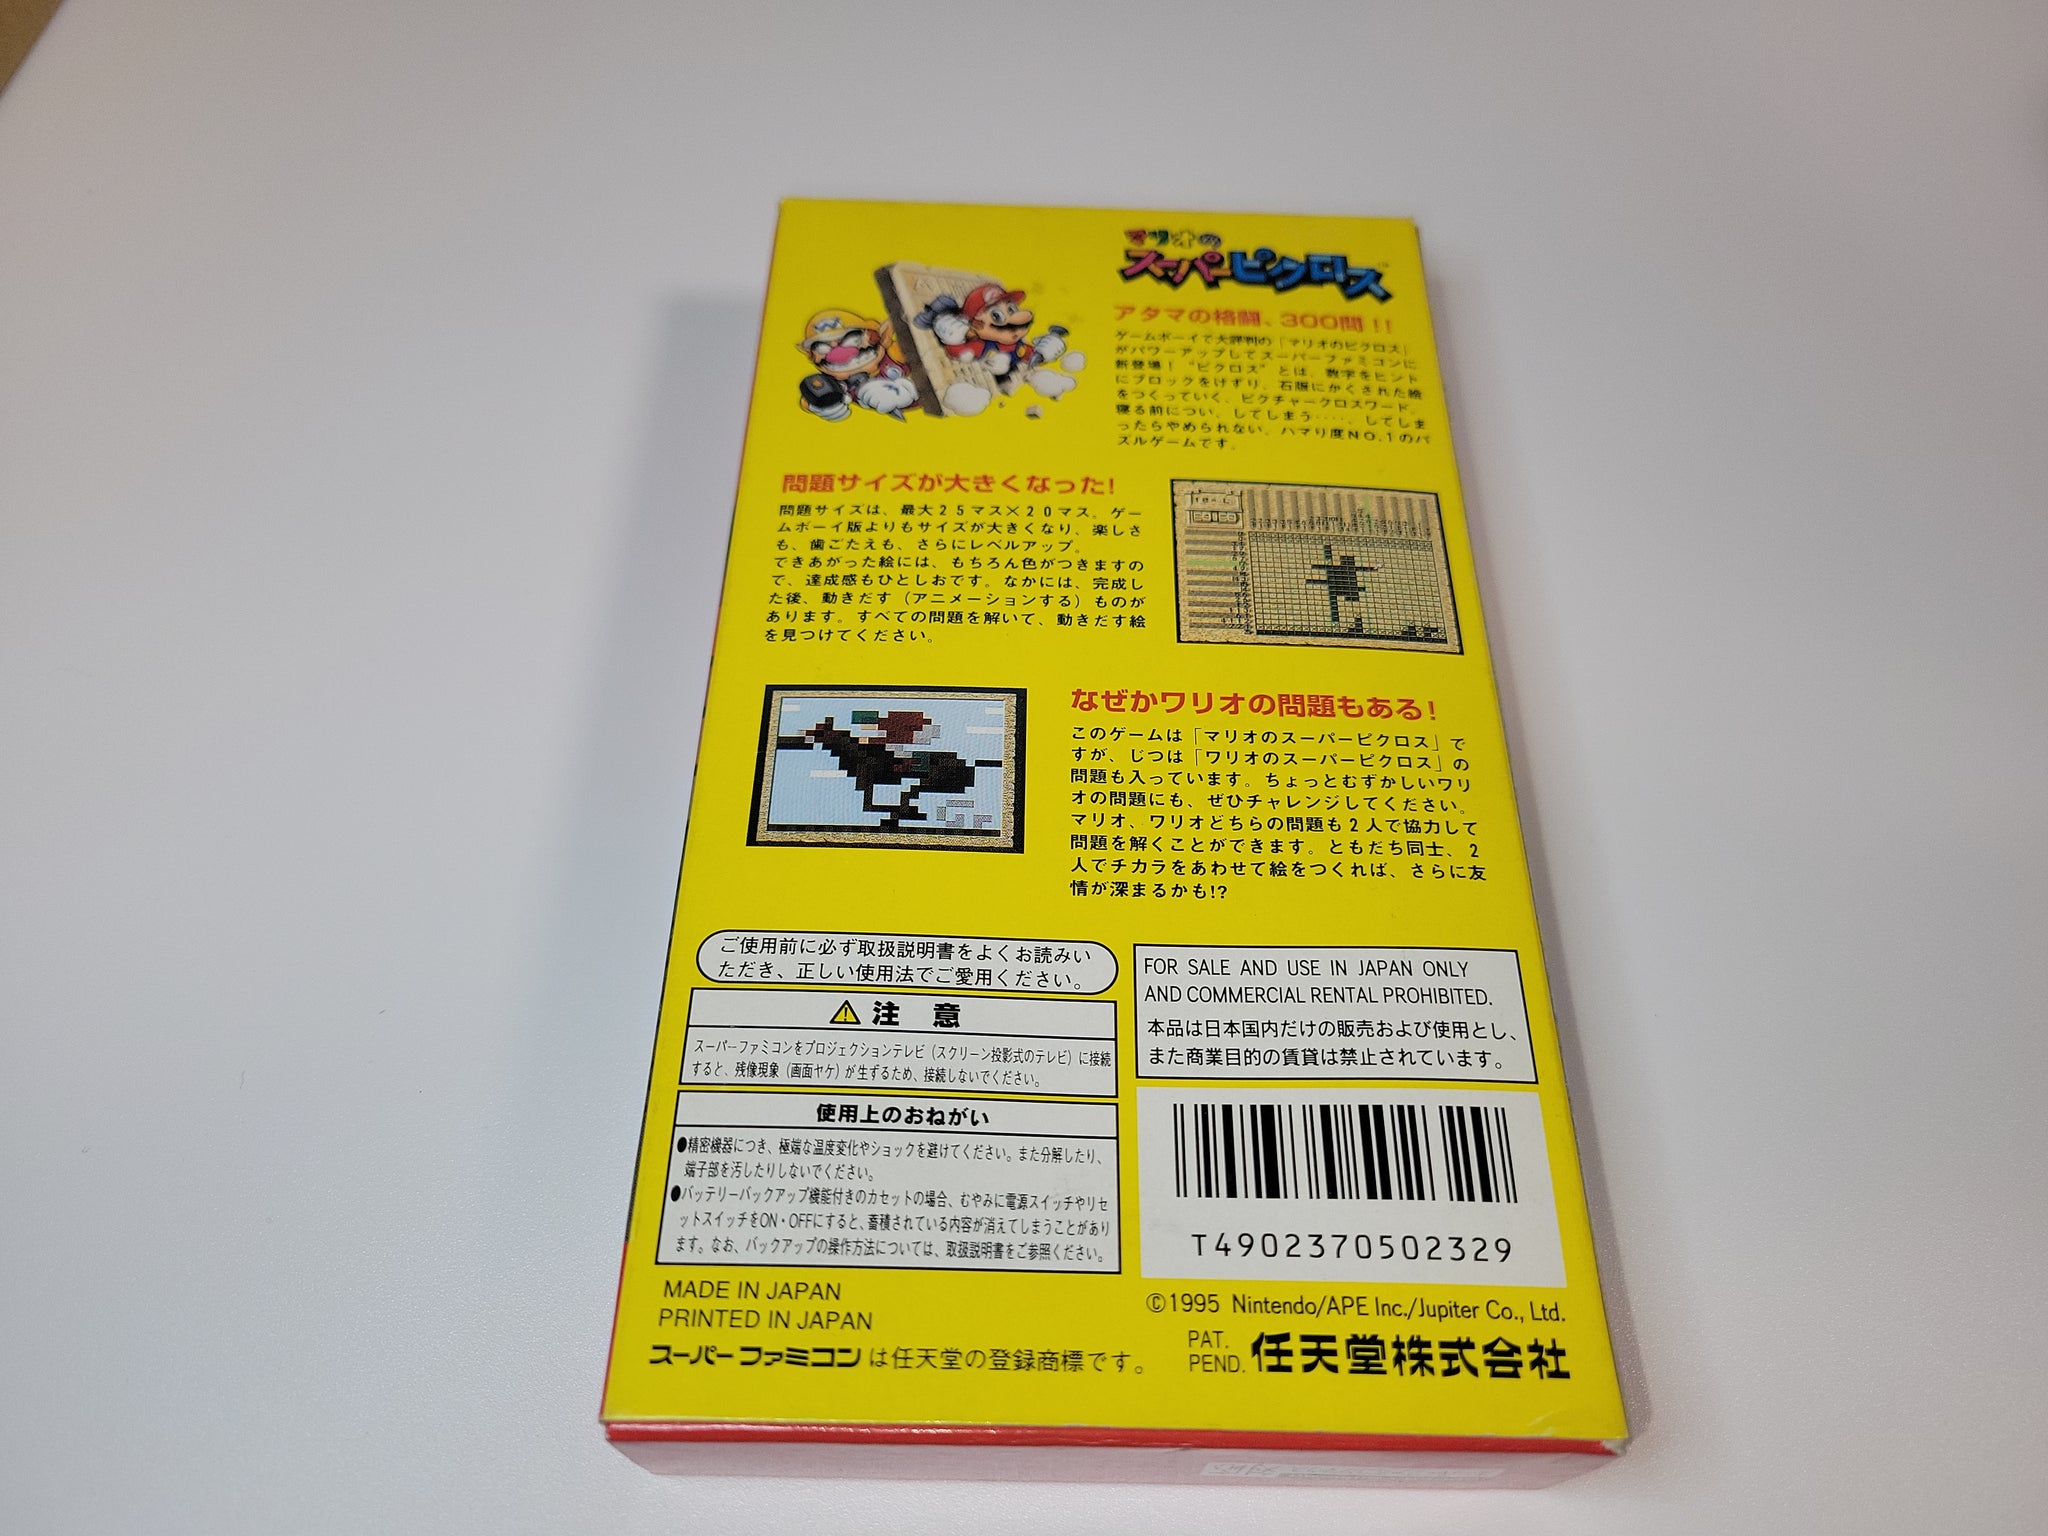 マリオの
スーパーピクロス
アタマの格闘、300問!!
ゲームボーイで大評判の「マリオのピクロス」
がパワーアップしてスーパーファミコンに
新登場! "ピクロス"とは、数字をヒント
にブロックをけずり、石版にかくされた絵
をつくっていく、ピクチャークロスワード。
寝る前につい、してしまう……、してしま
ったらやめられない、ハマり度NO.1のパ
ズルゲームです。
問題サイズが大きくなった!
問題サイズは、最大25マス×20マス。ゲー
ムボーイ版よりもサイズが大きくなり、楽しさ
も、歯ごたえも、さらにレベルアップ。
できあがった絵には、もちろん色がつきますの
で、達成感もひとしおです。なかには、完成し
た後、動きだす(アニメーションする)ものが
あります。すべての問題を解いて、動きだす絵
を見つけてください。
なぜかワリオの問題もある!
このゲームは「マリオのスーパーピクロス」で
すが、じつは「ワリオのスーパーピクロス」の
問題も入っています。ちょっとむずかしいワリ
オの問題にも、ぜひチャレンジしてください。
マリオ、ワリオどちらの問題も2人で協力して
問題を解くことができます。ともだち同士、2
人でチカラをあわせて絵をつくれば、さらに友
情が深まるかも!?
ご使用前に必ず取扱説明書をよくお読みい
ただき、正しい使用法でご愛用ください。
注 意
スーパーファミコンをプロジェクションテレビ(スクリーン投影式のテレビ)に接続
すると、残像現象(画面ヤケ)が生ずるため、接続しないでください。
使用上のおねがい
●精密機器につき、極端な温度変化やショックを避けてください。また分解したり、
端子部を汚したりしないでください。
●バッテリーバックアップ機能付きのカセットの場合、むやみに電源スイッチやリセ
ットスイッチをON・OFFにすると、蓄積されている内容が消えてしまうことがあり
ます。なお、バックアップの操作方法については、取扱説明書をご参照ください。
FOR SALE AND USE IN JAPAN ONLY
AND COMMERCIAL RENTAL PROHIBITED.
本品は日本国内だけの販売および使用とし、
また商業目的の賃貸は禁止されています。
T4902370502329
MADE IN JAPAN
PRINTED IN JAPAN
スーパーファミコンは任天堂の登録商標です。
©1995 Nintendo/APE Inc./Jupiter Co., Ltd.
PAT.
PEND. 任天堂株式会社